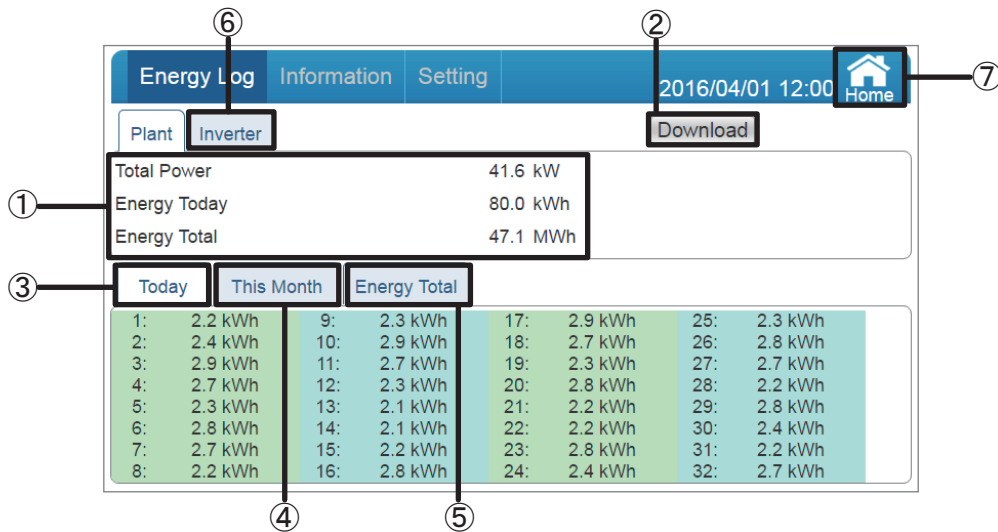 ⑥ ②
Energy Log Information Setting 2016/04/01 12:00 Home ⑦
Plant Inverter Download
① Total Power 41.6 kW
Energy Today 80.0 kWh
Energy Total 47.1 MWh
③ Today This Month Energy Total
1: 2.2 kWh 9: 2.3 kWh 17: 2.9 kWh 25: 2.3 kWh
2: 2.4 kWh 10: 2.9 kWh 18: 2.7 kWh 26: 2.8 kWh
3: 2.9 kWh 11: 2.7 kWh 19: 2.3 kWh 27: 2.7 kWh
4: 2.7 kWh 12: 2.3 kWh 20: 2.8 kWh 28: 2.2 kWh
5: 2.3 kWh 13: 2.1 kWh 21: 2.2 kWh 29: 2.8 kWh
6: 2.8 kWh 14: 2.1 kWh 22: 2.2 kWh 30: 2.4 kWh
7: 2.7 kWh 15: 2.2 kWh 23: 2.8 kWh 31: 2.2 kWh
8: 2.2 kWh 16: 2.8 kWh 24: 2.4 kWh 32: 2.7 kWh
④ ⑤